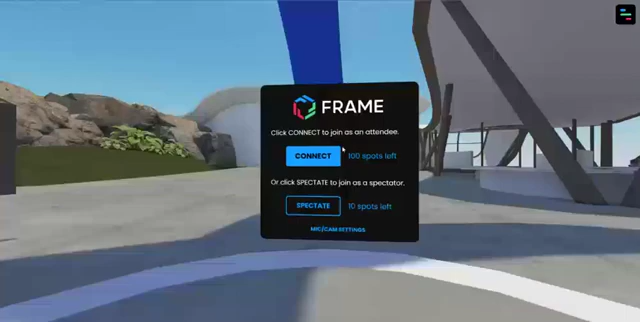 FRAME
Click CONNECT to join as an attendee.
CONNECT 100 spots left
Or click SPECTATE to join as a spectator.
SPECTATE 10 spots left
MIC/CAM SETTINGS